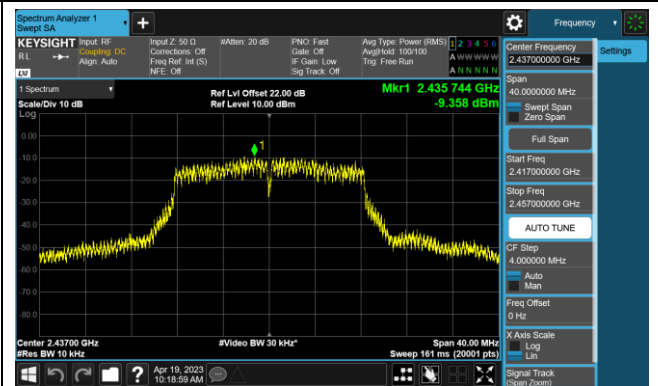 Spectrum Analyzer 1
Swept SA
Frequency
KEYSIGHT
RL
LXI
Input: RF
Coupling: DC
Align: Auto
Input Z: 50 Ω
Corrections: Off
Freq Ref: Int (S)
NFE: Off
#Atten: 20 dB
PNO: Fast
Gate: Off
IF Gain: Low
Sig Track: Off
Avg Type: Power (RMS)
Avg|Hold: 100/100
Trig: Free Run
1 2 3 4 5 6
A W W W W W
A N N N N N
Settings
1 Spectrum
Scale/Div 10 dB
Log
Ref Lvl Offset 22.00 dB
Ref Level 10.00 dBm
Mkr1 2.435 744 GHz
-9.358 dBm
1
0.00
-10.0
-20.0
-30.0
-40.0
-50.0
-60.0
-70.0
-80.0
Center 2.43700 GHz
#Res BW 10 kHz
#Video BW 30 kHz*
Span 40.00 MHz
Sweep 161 ms (20001 pts)
Center Frequency
2.437000000 GHz
Span
40.0000000 MHz
Swept Span
Zero Span
Full Span
Start Freq
2.417000000 GHz
Stop Freq
2.457000000 GHz
AUTO TUNE
CF Step
4.000000 MHz
Auto
Man
Freq Offset
0 Hz
X Axis Scale
Log
Lin
Signal Track
(Span Zoom)
?
Apr 19, 2023
10:18:59 AM